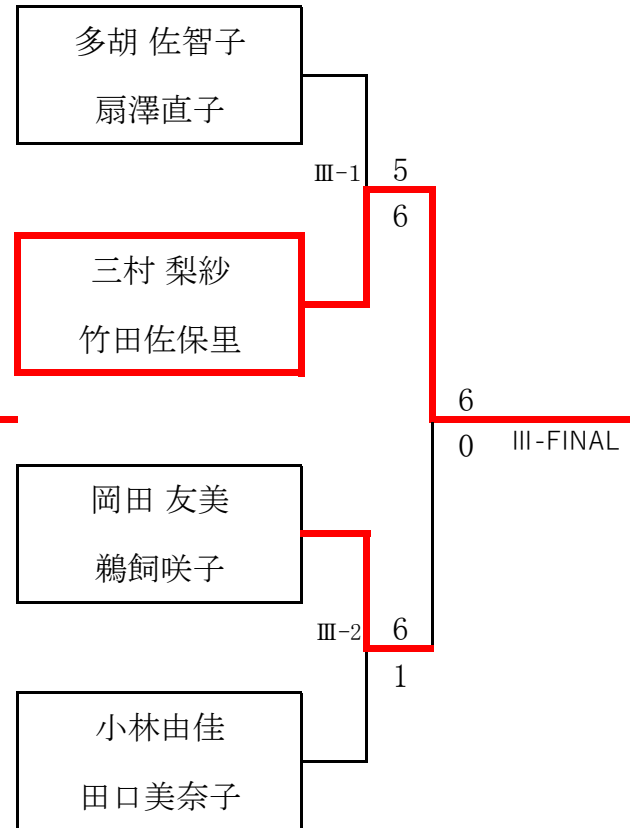 多胡 佐智子
扇澤直子
Ⅲ-1
5
6
三村 梨紗
竹田佐保里
6
0
III-FINAL
岡田 友美
鵜飼咲子
Ⅲ-2
6
1
小林由佳
田口美奈子